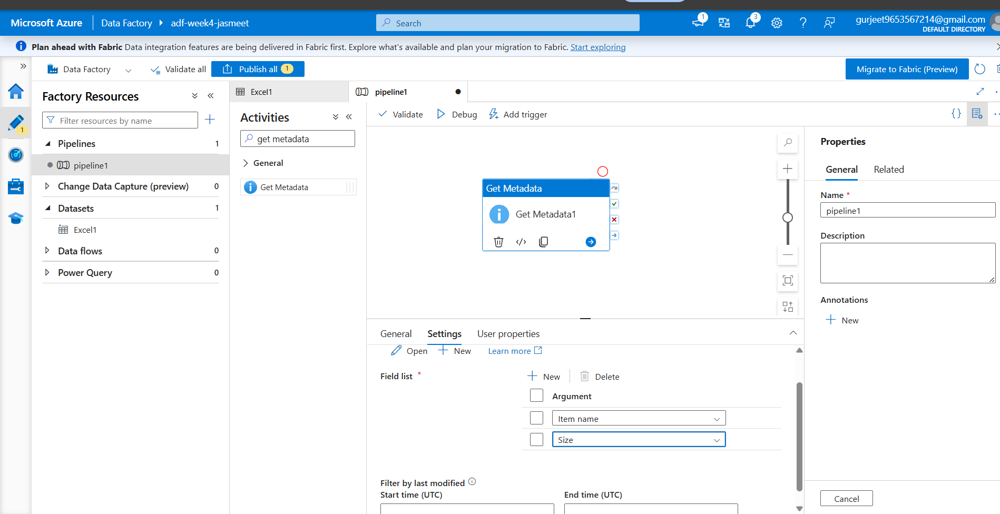 Microsoft Azure
Data Factory
adf-week4-jasmeet
Search
1
3
gurjeet9653567214@gmail.com
DEFAULT DIRECTORY
Plan ahead with Fabric Data integration features are being delivered in Fabric first. Explore what's available and plan your migration to Fabric. Start exploring
Data Factory
Validate all
Publish all 1
Migrate to Fabric (Preview)
1
Factory Resources
Filter resources by name
Pipelines 1
pipeline1
Change Data Capture (preview) 0
Datasets 1
Excel1
Data flows 0
Power Query 0
Excel1
pipeline1
Activities
get metadata
General
Get Metadata
Validate
Debug
Add trigger
Get Metadata
Get Metadata1
General
Settings
User properties
Open
New
Learn more
Field list *
New
Delete
Argument
Item name
Size
Filter by last modified
Start time (UTC)
End time (UTC)
Properties
General
Related
Name *
pipeline1
Description
Annotations
New
Cancel